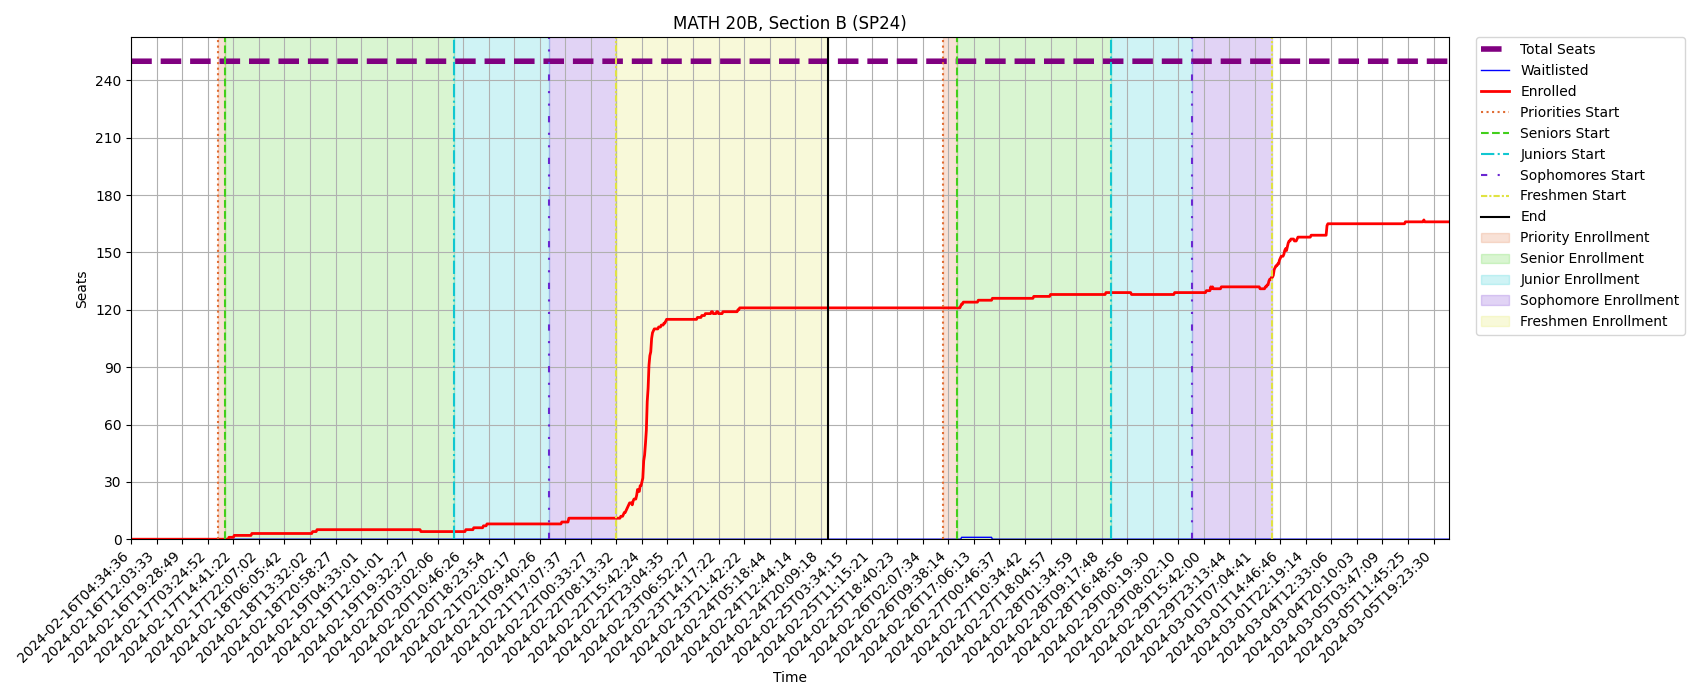 MATH 20B, Section B (SP24)
Seats
240
210
180
150
120
90
60
30
0
2024-02-16T04:34:36
2024-02-16T12:03:33
2024-02-16T19:28:49
2024-02-17T03:24:52
2024-02-17T14:41:22
2024-02-17T22:07:02
2024-02-18T06:05:42
2024-02-18T13:32:02
2024-02-18T20:58:27
2024-02-19T04:33:01
2024-02-19T12:01:01
2024-02-19T19:32:27
2024-02-20T03:02:06
2024-02-20T10:46:26
2024-02-20T18:23:54
2024-02-21T02:02:17
2024-02-21T09:40:26
2024-02-21T17:07:37
2024-02-22T00:33:27
2024-02-22T08:13:32
2024-02-22T15:42:24
2024-02-22T23:04:35
2024-02-23T06:52:27
2024-02-23T14:17:22
2024-02-23T21:42:22
2024-02-24T05:18:44
2024-02-24T12:44:14
2024-02-24T20:09:18
2024-02-25T03:34:15
2024-02-25T11:15:21
2024-02-25T18:40:23
2024-02-26T02:07:34
2024-02-26T09:38:14
2024-02-26T17:06:13
2024-02-27T00:46:37
2024-02-27T10:34:42
2024-02-27T18:04:57
2024-02-28T01:34:59
2024-02-28T09:17:48
2024-02-28T16:48:56
2024-02-29T00:19:30
2024-02-29T08:02:10
2024-02-29T15:42:00
2024-02-29T23:13:44
2024-03-01T07:04:41
2024-03-01T14:46:46
2024-03-01T22:19:14
2024-03-04T12:33:06
2024-03-04T20:10:03
2024-03-05T03:47:09
2024-03-05T11:45:25
2024-03-05T19:23:30
Time
Total Seats
Waitlisted
Enrolled
Priorities Start
Seniors Start
Juniors Start
Sophomores Start
Freshmen Start
End
Priority Enrollment
Senior Enrollment
Junior Enrollment
Sophomore Enrollment
Freshmen Enrollment